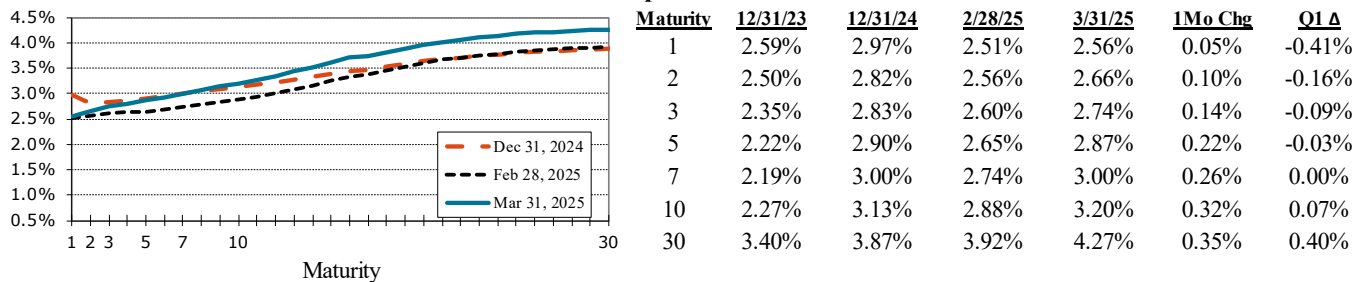 4.5%
4.0%
3.5%
3.0%
2.5%
2.0%
1.5%
1.0%
0.5%
Dec 31, 2024
Feb 28, 2025
Mar 31, 2025
1 2 3 5 7 10 30
Maturity
Maturity 12/31/23 12/31/24 2/28/25 3/31/25 1Mo Chg Q1 Δ
1 2.59% 2.97% 2.51% 2.56% 0.05% -0.41%
2 2.50% 2.82% 2.56% 2.66% 0.10% -0.16%
3 2.35% 2.83% 2.60% 2.74% 0.14% -0.09%
5 2.22% 2.90% 2.65% 2.87% 0.22% -0.03%
7 2.19% 3.00% 2.74% 3.00% 0.26% 0.00%
10 2.27% 3.13% 2.88% 3.20% 0.32% 0.07%
30 3.40% 3.87% 3.92% 4.27% 0.35% 0.40%